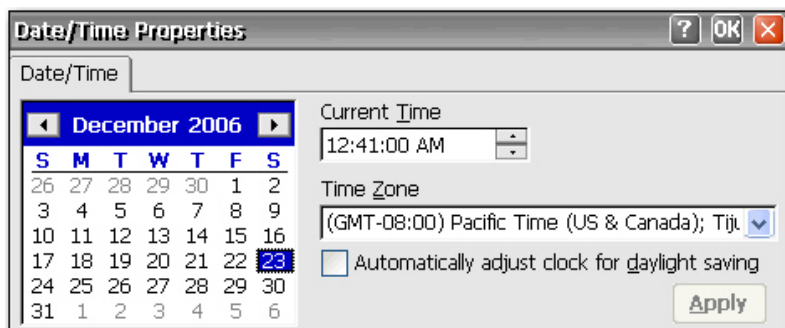 Date/Time Properties ? OK
Date/Time
December 2006
S M T W T F S
26 27 28 29 30 1 2
3 4 5 6 7 8 9
10 11 12 13 14 15 16
17 18 19 20 21 22 23
24 25 26 27 28 29 30
31 1 2 3 4 5 6
Current Time
12:41:00 AM
Time Zone
(GMT-08:00) Pacific Time (US & Canada); Tiju
Automatically adjust clock for daylight saving
Apply